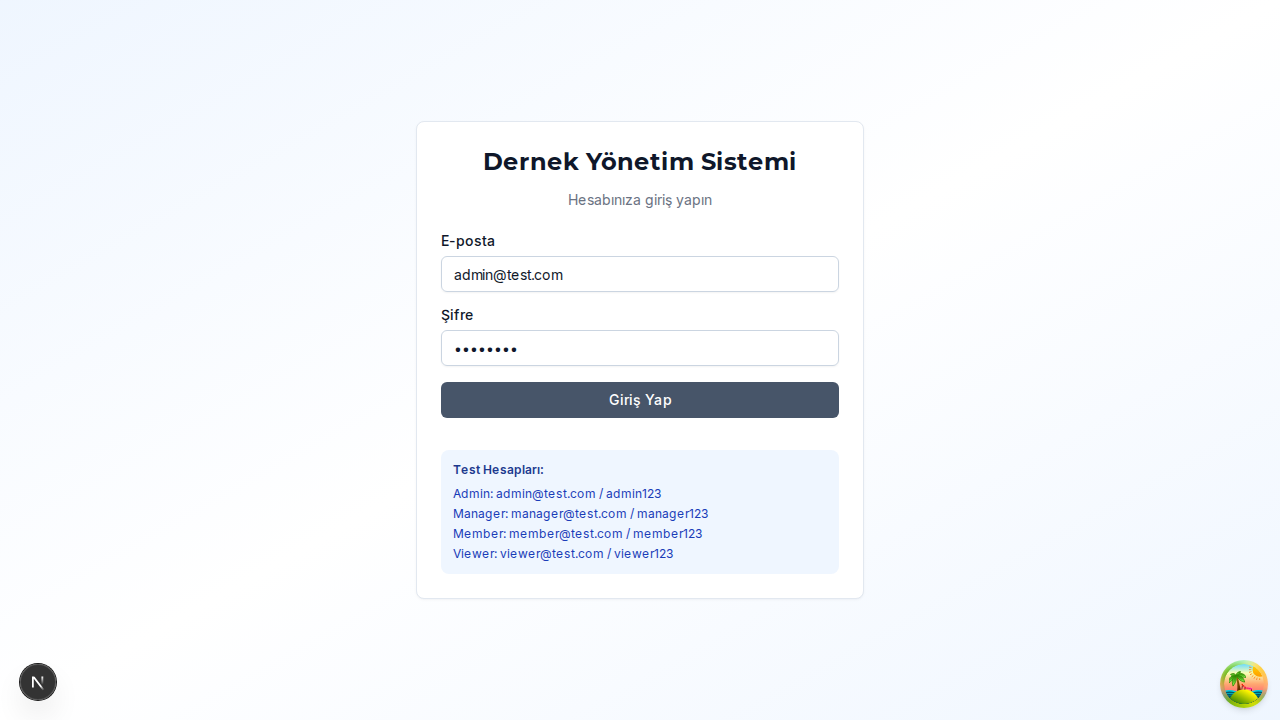 Dernek Yönetim Sistemi
Hesabınıza giriş yapın
E-posta
admin@test.com
Şifre
••••••••
Giriş Yap
Test Hesapları:
Admin: admin@test.com / admin123
Manager: manager@test.com / manager123
Member: member@test.com / member123
Viewer: viewer@test.com / viewer123
N